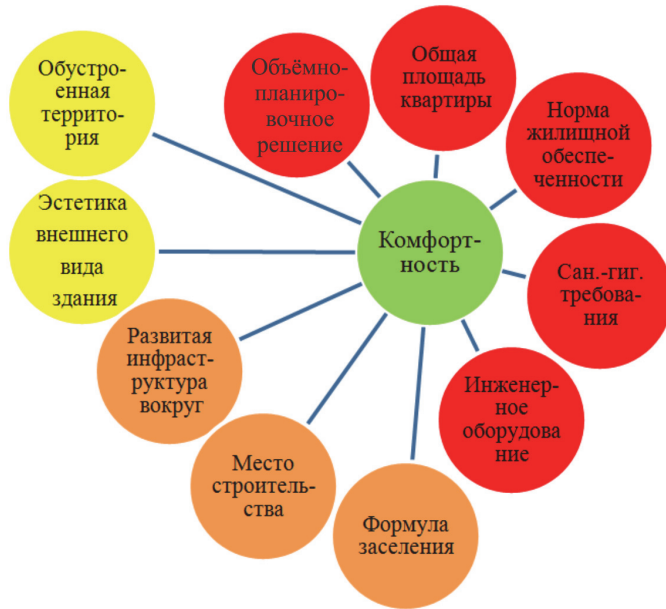 Обустро-
енная
террито-
рия
Объёмно-
планиро-
вочное
решение
Общая
площадь
квартиры
Норма
жилищной
обеспе-
ченности
Эстетика
внешнего
вида
здания
Комфорт-
ность
Сан.-гиг.
требова-
ния
Развитая
инфраст-
руктура
вокруг
Инженер-
ное
оборудова
ние
Место
строитель-
ства
Формула
заселения